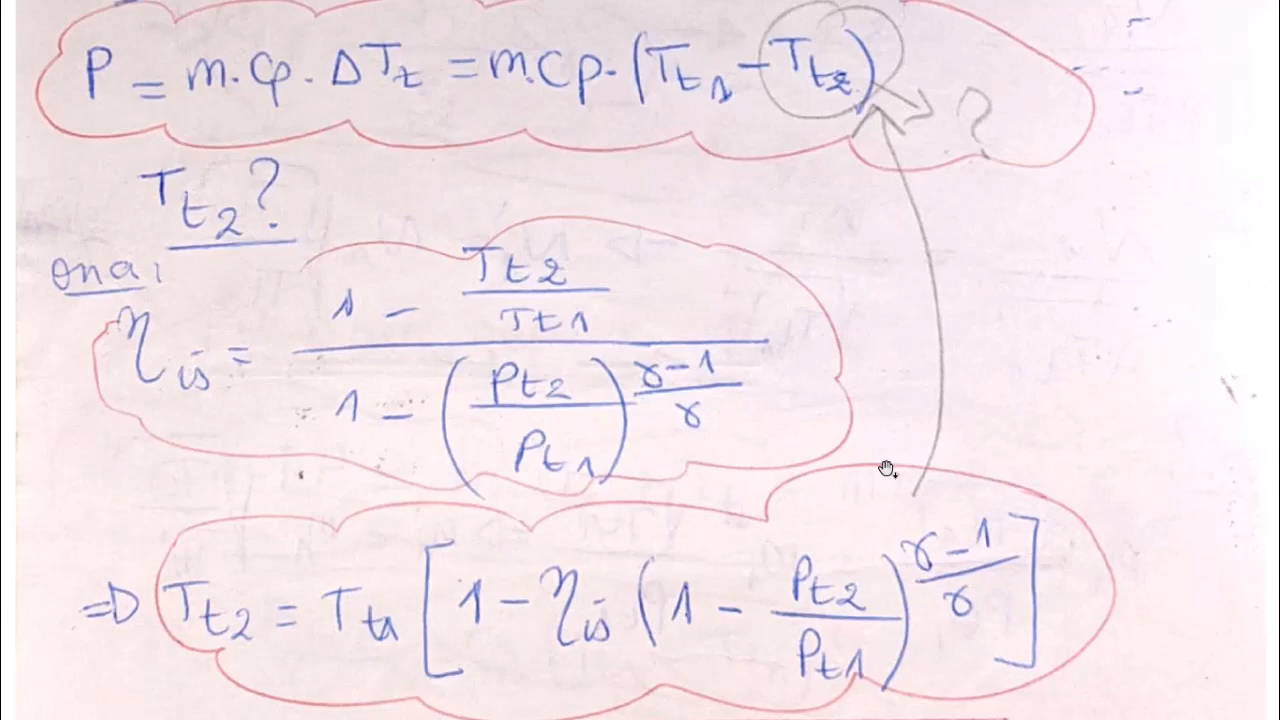 P = m.Cp.ΔTt = m.Cp.(Tt1 - Tt2) ?
Tt2?
on a:
ηis = (1 - Tt2/Tt1) / (1 - (Pt2/Pt1)^((γ-1)/γ))
=> Tt2 = Tt1 [1 - ηis (1 - Pt2/Pt1)^((γ-1)/γ)]